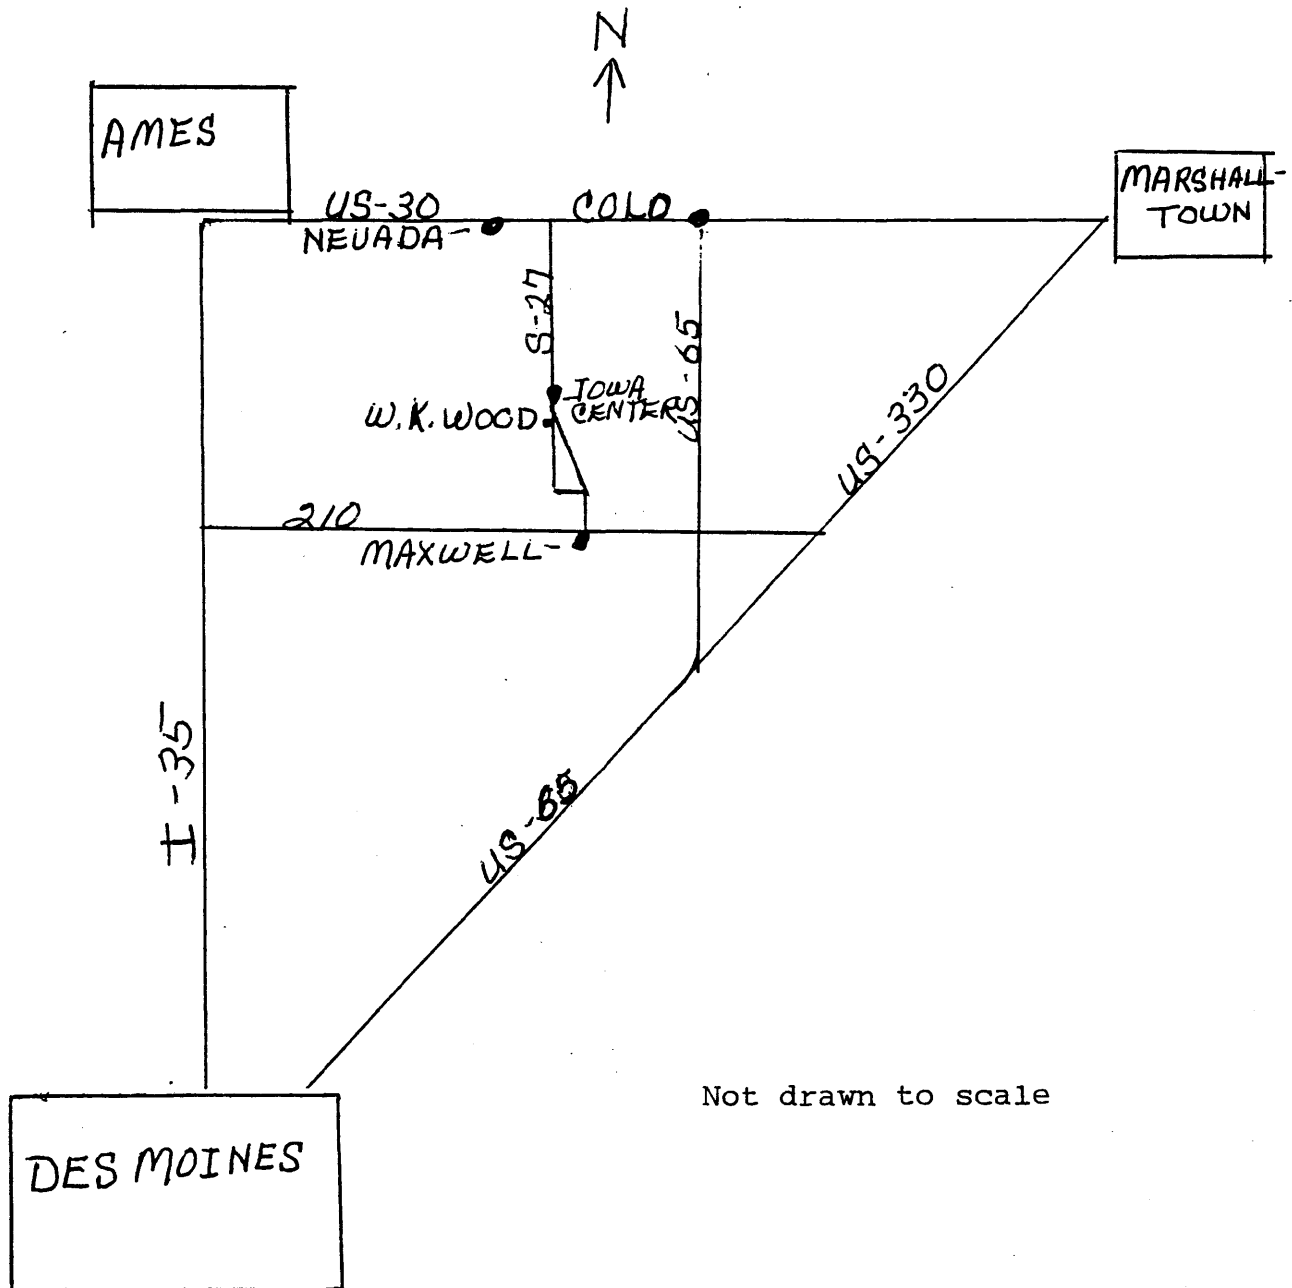 N
AMES
MARSHALL-
TOWN
US-30
COLO
NEVADA-
S-27
US-65
IOWA
CENTER
W.K.WOOD
US-330
210
MAXWELL-
I-35
US-65
Not drawn to scale
DES MOINES